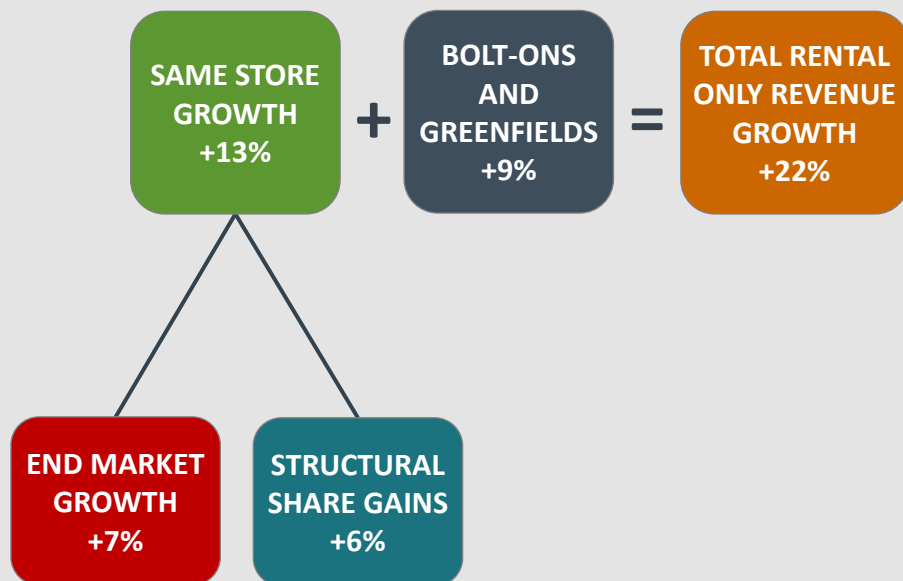 SAME STORE
GROWTH
+13%
+
BOLT-ONS
AND
GREENFIELDS
+9%
=
TOTAL RENTAL
ONLY REVENUE
GROWTH
+22%
END MARKET
GROWTH
+7%
STRUCTURAL
SHARE GAINS
+6%